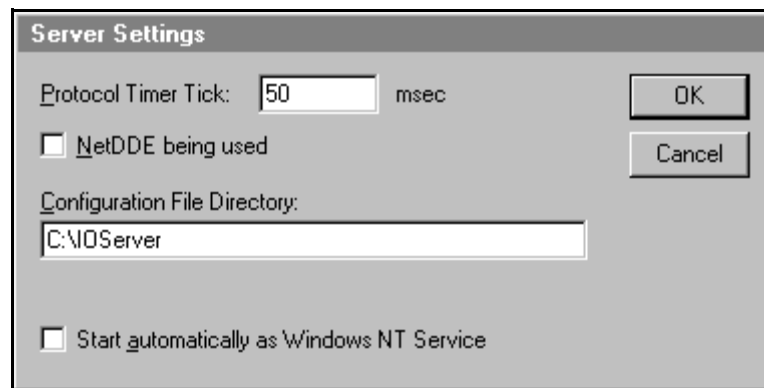 Server Settings
Protocol Timer Tick: 50 msec
OK
NetDDE being used
Cancel
Configuration File Directory:
C:\IOServer
Start automatically as Windows NT Service